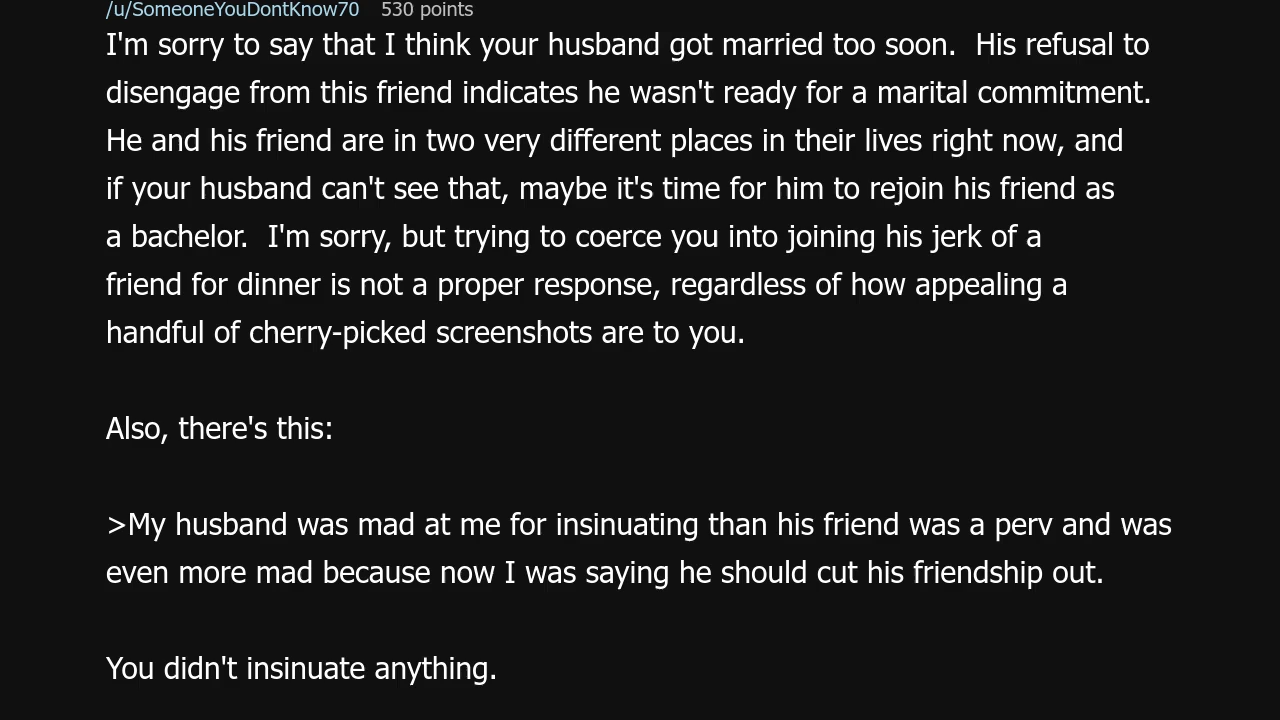 /u/SomeoneYouDontKnow70 530 points
I'm sorry to say that I think your husband got married too soon.  His refusal to
disengage from this friend indicates he wasn't ready for a marital commitment.
He and his friend are in two very different places in their lives right now, and
if your husband can't see that, maybe it's time for him to rejoin his friend as
a bachelor.  I'm sorry, but trying to coerce you into joining his jerk of a
friend for dinner is not a proper response, regardless of how appealing a
handful of cherry-picked screenshots are to you.
Also, there's this:
>My husband was mad at me for insinuating than his friend was a perv and was
even more mad because now I was saying he should cut his friendship out.
You didn't insinuate anything.